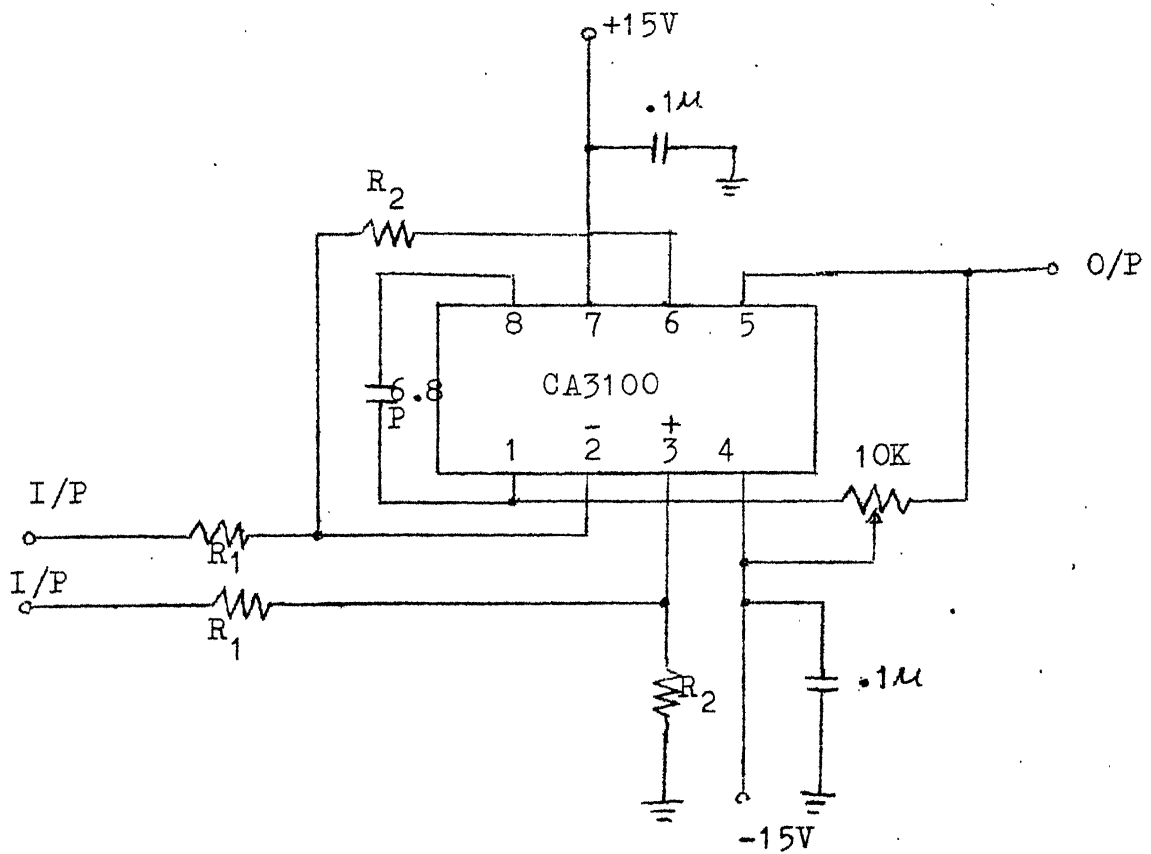 +15V
.1μ
R2
O/P
8 7 6 5
CA3100
6.8
P
- +
1 2 3 4
10K
I/P
R1
I/P
R1
R2
.1μ
-15V